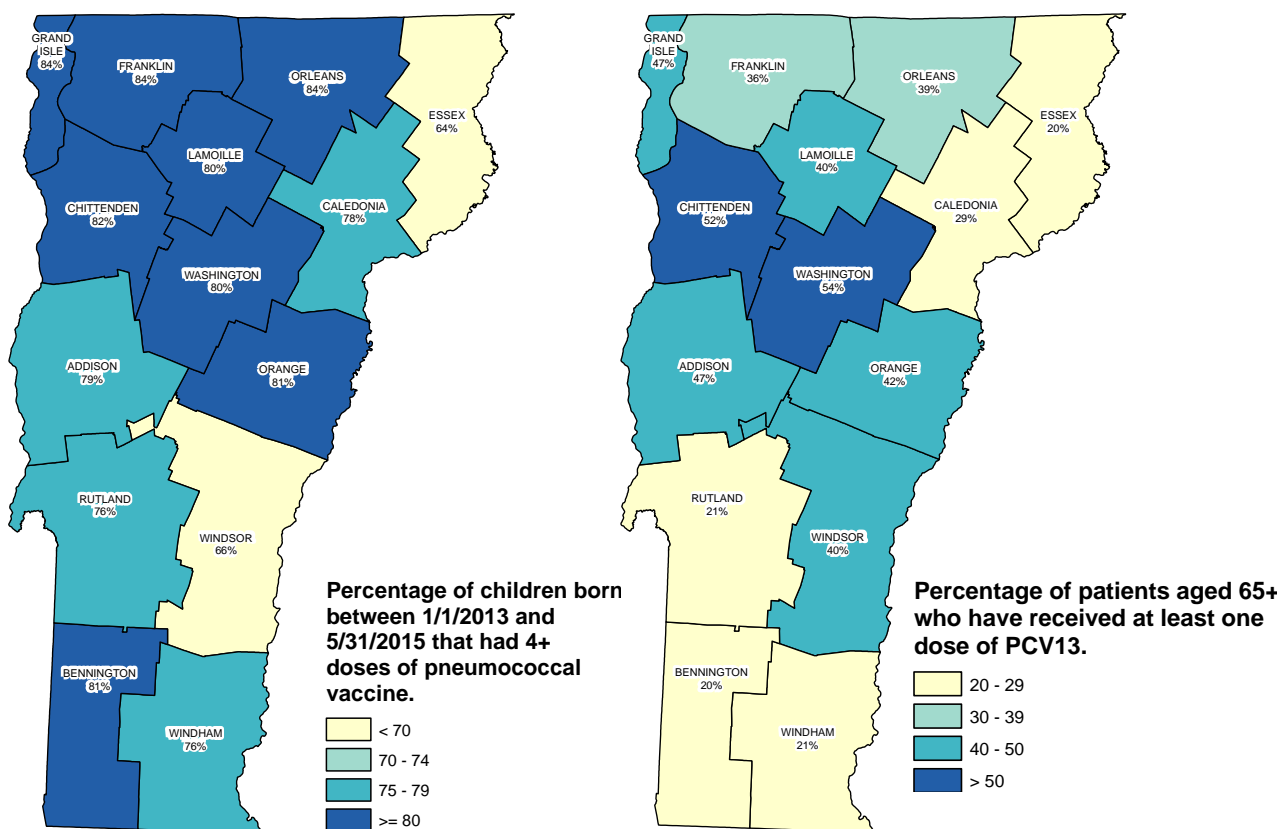 GRAND
ISLE
84%
FRANKLIN
84%
ORLEANS
84%
ESSEX
64%
LAMOILLE
80%
CALEDONIA
78%
CHITTENDEN
82%
WASHINGTON
80%
ADDISON
79%
ORANGE
81%
RUTLAND
76%
WINDSOR
66%
BENNINGTON
81%
WINDHAM
76%
Percentage of children born
between 1/1/2013 and
5/31/2015 that had 4+
doses of pneumococcal
vaccine.
< 70
70 - 74
75 - 79
>= 80
GRAND
ISLE
47%
FRANKLIN
36%
ORLEANS
39%
ESSEX
20%
LAMOILLE
40%
CALEDONIA
29%
CHITTENDEN
52%
WASHINGTON
54%
ADDISON
47%
ORANGE
42%
RUTLAND
21%
WINDSOR
40%
BENNINGTON
20%
WINDHAM
21%
Percentage of patients aged 65+
who have received at least one
dose of PCV13.
20 - 29
30 - 39
40 - 50
> 50